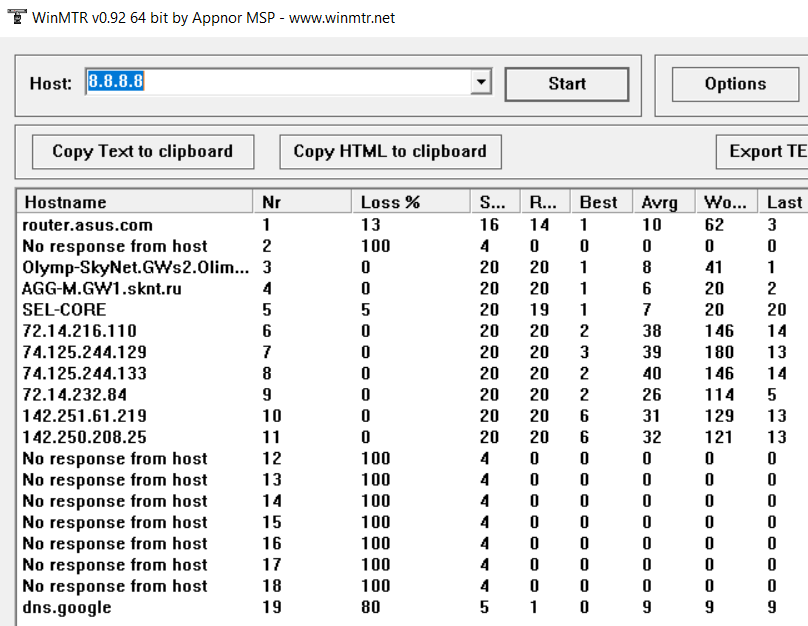 WinMTR v0.92 64 bit by Appnor MSP - www.winmtr.net
Host: 8.8.8.8 Start Options
Copy Text to clipboard Copy HTML to clipboard Export TE
Hostname Nr Loss % S... R... Best Avrg Wo... Last
router.asus.com 1 13 16 14 1 10 62 3
No response from host 2 100 4 0 0 0 0 0
Olymp-SkyNet.GWs2.Olim... 3 0 20 20 1 8 41 1
AGG-M.GW1.sknt.ru 4 0 20 20 1 6 20 2
SEL-CORE 5 5 20 19 1 7 20 20
72.14.216.110 6 0 20 20 2 38 146 14
74.125.244.129 7 0 20 20 3 39 180 13
74.125.244.133 8 0 20 20 2 40 146 14
72.14.232.84 9 0 20 20 2 26 114 5
142.251.61.219 10 0 20 20 6 31 129 13
142.250.208.25 11 0 20 20 6 32 121 13
No response from host 12 100 4 0 0 0 0 0
No response from host 13 100 4 0 0 0 0 0
No response from host 14 100 4 0 0 0 0 0
No response from host 15 100 4 0 0 0 0 0
No response from host 16 100 4 0 0 0 0 0
No response from host 17 100 4 0 0 0 0 0
No response from host 18 100 4 0 0 0 0 0
dns.google 19 80 5 1 0 9 9 9